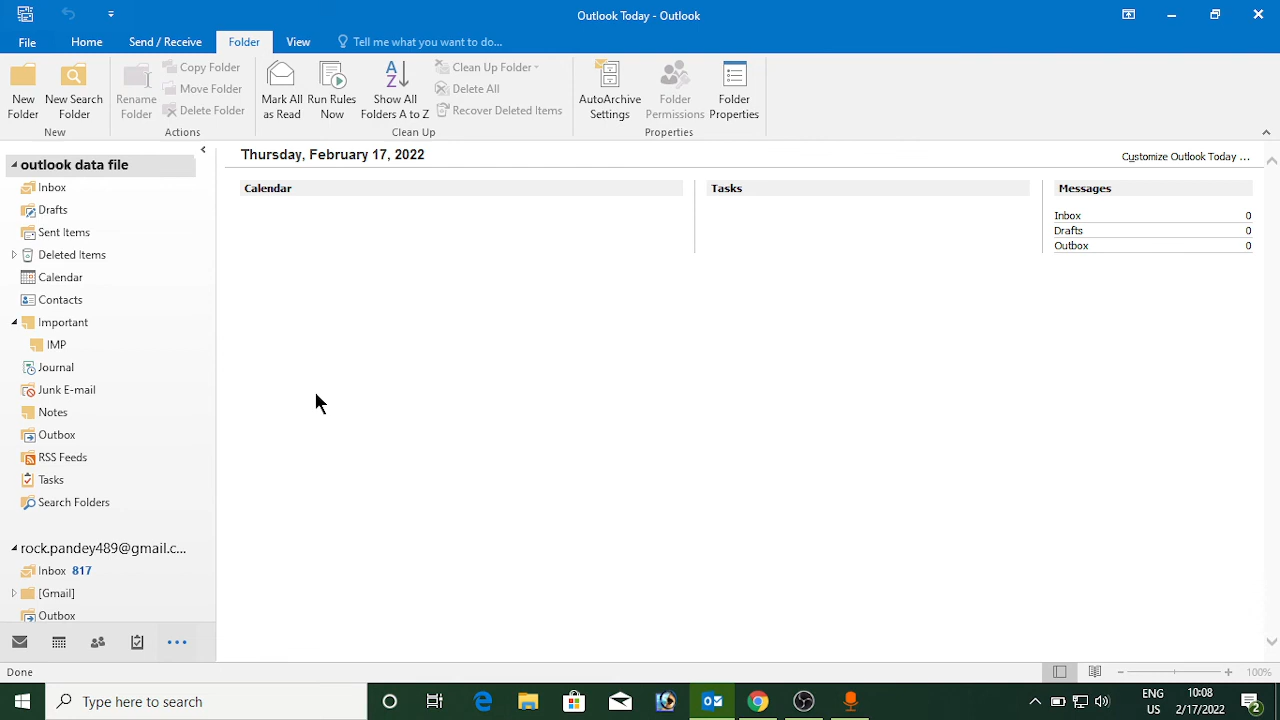 Outlook Today - Outlook
File Home Send / Receive Folder View Tell me what you want to do...
New Folder
New Search Folder
New
Rename Folder
Copy Folder
Move Folder
Delete Folder
Actions
Mark All as Read
Run Rules Now
Show All Folders A to Z
A
Z
Clean Up Folder
Delete All
Recover Deleted Items
Clean Up
AutoArchive Settings
Folder Permissions
Folder Properties
Properties
outlook data file
Inbox
Drafts
Sent Items
Deleted Items
Calendar
Contacts
Important
IMP
Journal
Junk E-mail
Notes
Outbox
RSS Feeds
Tasks
Search Folders
rock.pandey489@gmail.c...
Inbox 817
[Gmail]
Outbox
Thursday, February 17, 2022
Customize Outlook Today ...
Calendar
Tasks
Messages
Inbox 0
Drafts 0
Outbox 0
Done
100%
Type here to search
ENG
US
10:08
2/17/2022
2